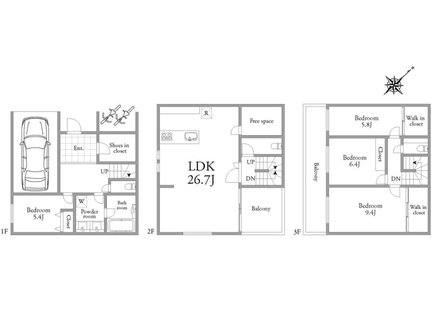 Ent.
Shoes in
closet
UP
Bedroom
5.4J
Closet
W
Powder
room
Bath
room
1F
R
Free space
LDK
26.7J
UP
DN
Balcony
2F
Bedroom
5.8J
Walk in
closet
Bedroom
6.4J
Closet
DN
Balcony
Bedroom
9.4J
Walk in
closet
3F